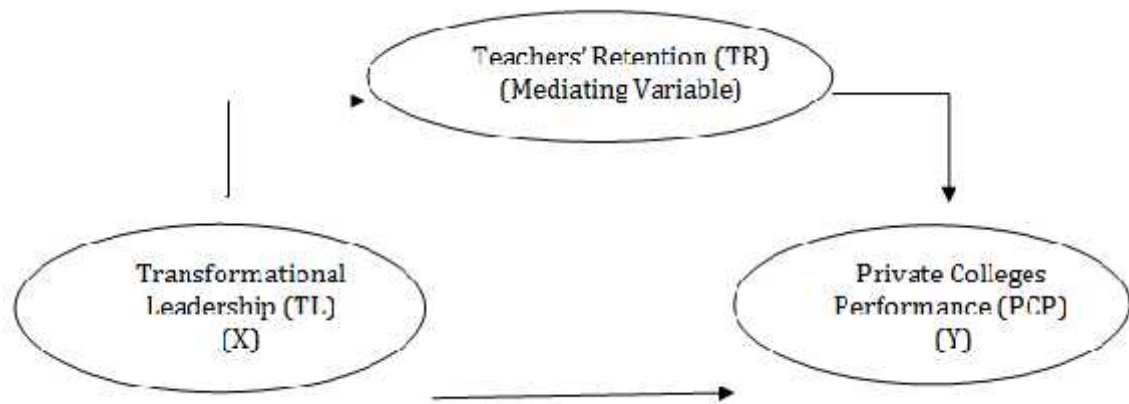 Teachers' Retention (TR)
(Mediating Variable)
Transformational
Leadership (TL)
(X)
Private Colleges
Performance (PCP)
(Y)